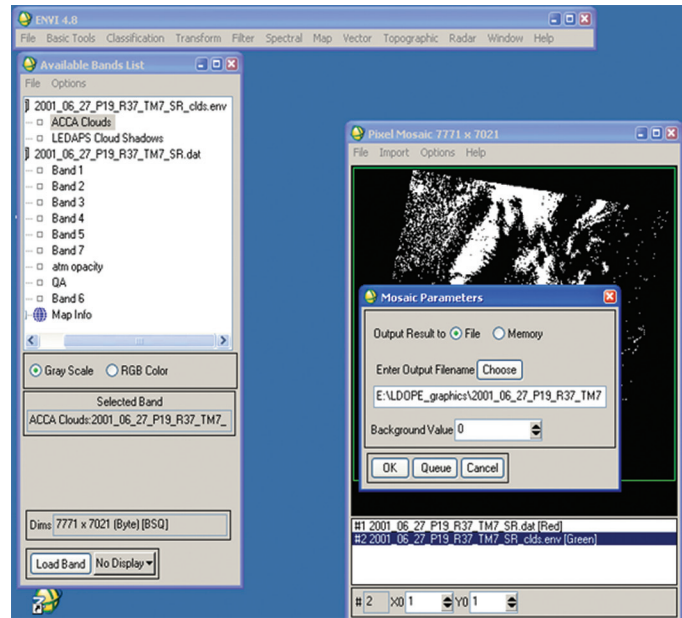 ENVI 4.8
File Basic Tools Classification Transform Filter Spectral Map Vector Topographic Radar Window Help
Available Bands List
File Options
2001_06_27_P19_R37_TM7_SR_clds.env
ACCA Clouds
LEDAPS Cloud Shadows
2001_06_27_P19_R37_TM7_SR.dat
Band 1
Band 2
Band 3
Band 4
Band 5
Band 7
atm opacity
QA
Band 6
Map Info
Gray Scale RGB Color
Selected Band
ACCA Clouds:2001_06_27_P19_R37_TM7_
Dims 7771 x 7021 (Byte) [BSQ]
Load Band No Display
Pixel Mosaic 7771 x 7021
File Import Options Help
Mosaic Parameters
Output Result to File Memory
Enter Output Filename Choose
E:\LDOPE_graphics\2001_06_27_P19_R37_TM7
Background Value 0
OK Queue Cancel
#1 2001_06_27_P19_R37_TM7_SR.dat [Red]
#2 2001_06_27_P19_R37_TM7_SR_clds.env [Green]
# 2 X0 1 Y0 1